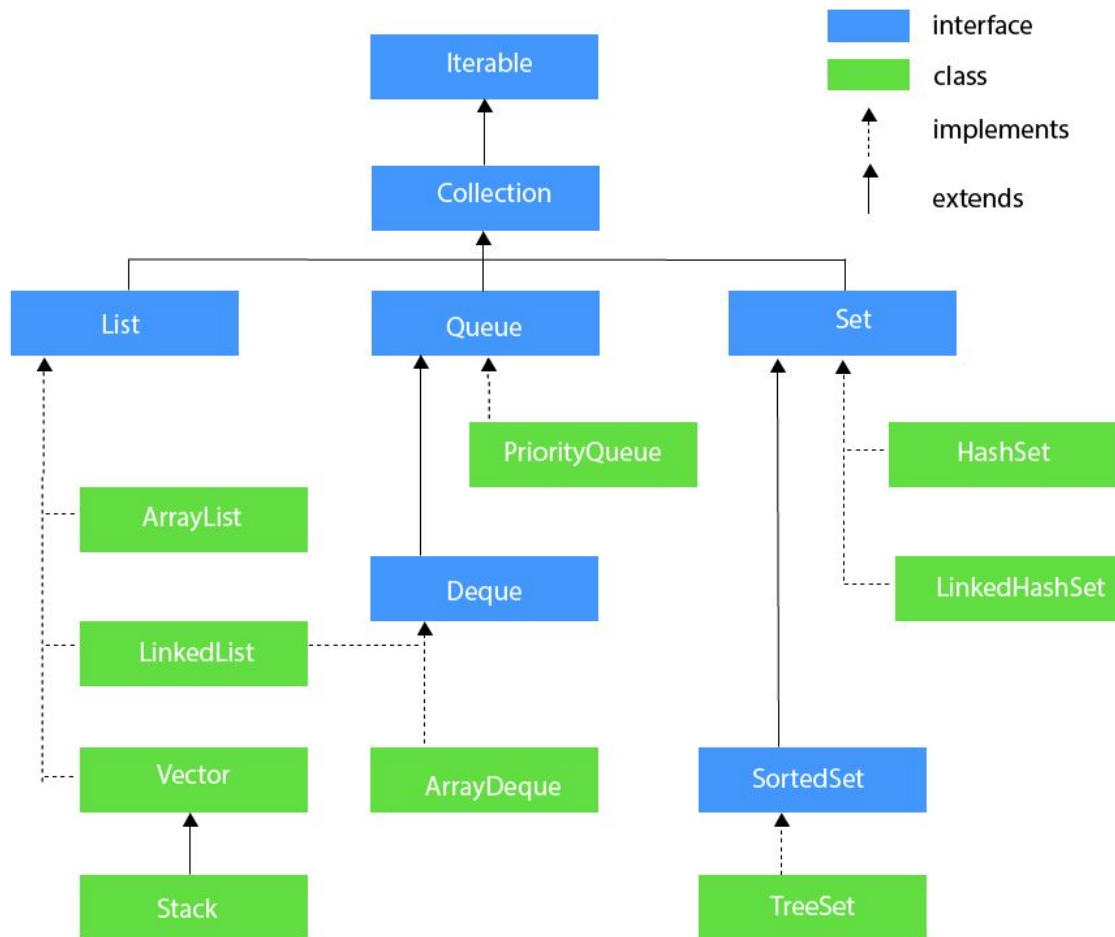 interface
Iterable
class
implements
Collection
extends
List
Queue
Set
PriorityQueue
HashSet
ArrayList
Deque
LinkedHashSet
LinkedList
Vector
ArrayDeque
SortedSet
Stack
TreeSet